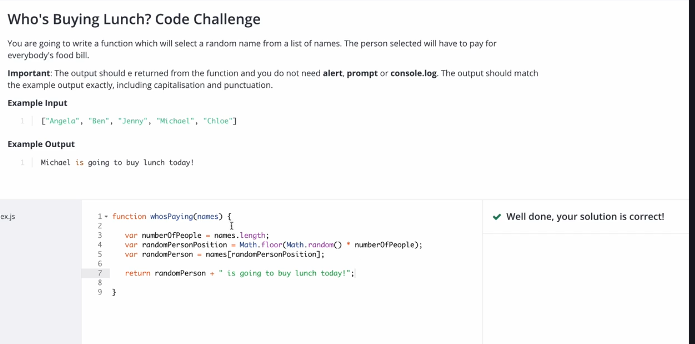 Who's Buying Lunch? Code Challenge
You are going to write a function which will select a random name from a list of names. The person selected will have to pay for
everybody's food bill.
Important: The output should e returned from the function and you do not need alert, prompt or console.log. The output should match
the example output exactly, including capitalisation and punctuation.
Example Input
1 ["Angela", "Ben", "Jenny", "Michael", "Chloe"]
Example Output
1 Michael is going to buy lunch today!
ex.js
1 function whosPaying(names) {
2
3 var numberOfPeople = names.length;
4 var randomPersonPosition = Math.floor(Math.random() * numberOfPeople);
5 var randomPerson = names[randomPersonPosition];
6
7 return randomPerson + " is going to buy lunch today!";
8
9 }
Well done, your solution is correct!